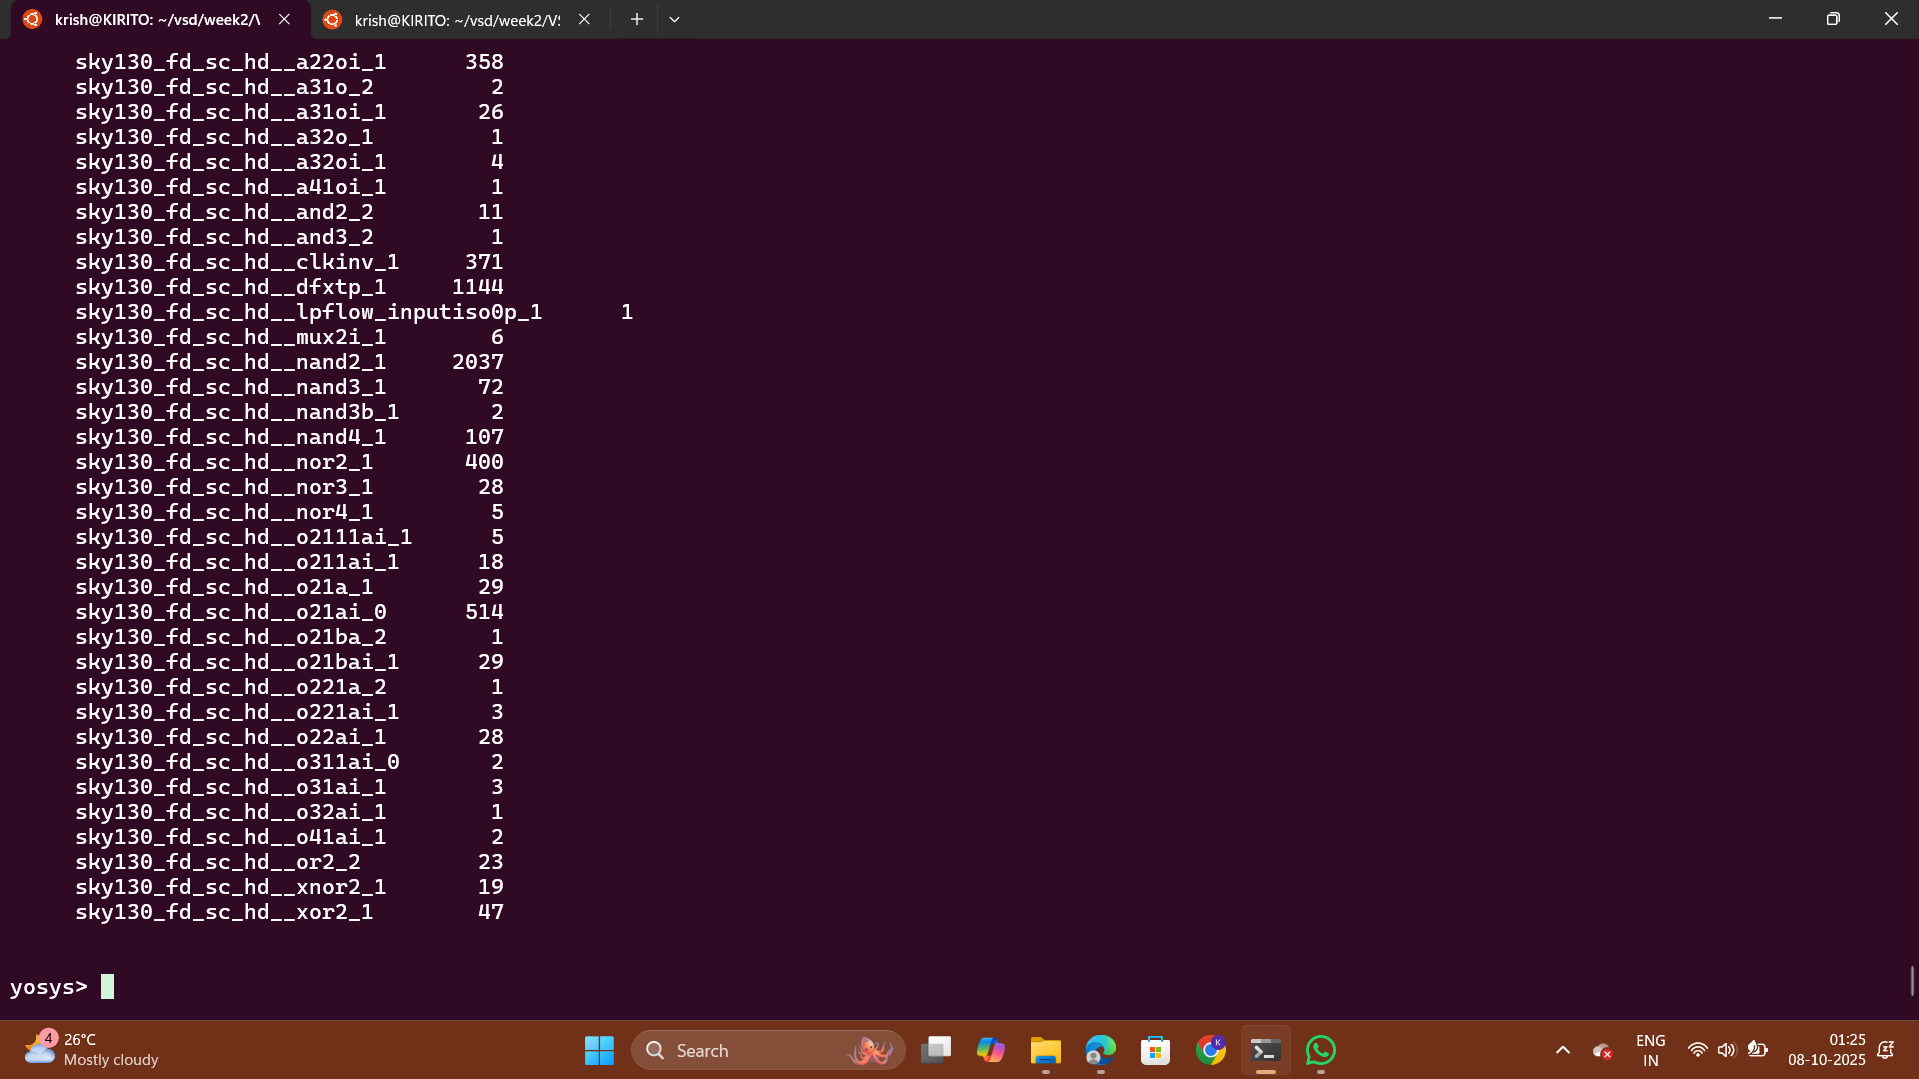 krish@KIRITO: ~/vsd/week2/V
krish@KIRITO: ~/vsd/week2/VS
sky130_fd_sc_hd__a22oi_1 358
sky130_fd_sc_hd__a31o_2 2
sky130_fd_sc_hd__a31oi_1 26
sky130_fd_sc_hd__a32o_1 1
sky130_fd_sc_hd__a32oi_1 4
sky130_fd_sc_hd__a41oi_1 1
sky130_fd_sc_hd__and2_2 11
sky130_fd_sc_hd__and3_2 1
sky130_fd_sc_hd__clkinv_1 371
sky130_fd_sc_hd__dfxtp_1 1144
sky130_fd_sc_hd__lpflow_inputiso0p_1 1
sky130_fd_sc_hd__mux2i_1 6
sky130_fd_sc_hd__nand2_1 2037
sky130_fd_sc_hd__nand3_1 72
sky130_fd_sc_hd__nand3b_1 2
sky130_fd_sc_hd__nand4_1 107
sky130_fd_sc_hd__nor2_1 400
sky130_fd_sc_hd__nor3_1 28
sky130_fd_sc_hd__nor4_1 5
sky130_fd_sc_hd__o2111ai_1 5
sky130_fd_sc_hd__o211ai_1 18
sky130_fd_sc_hd__o21a_1 29
sky130_fd_sc_hd__o21ai_0 514
sky130_fd_sc_hd__o21ba_2 1
sky130_fd_sc_hd__o21bai_1 29
sky130_fd_sc_hd__o221a_2 1
sky130_fd_sc_hd__o221ai_1 3
sky130_fd_sc_hd__o22ai_1 28
sky130_fd_sc_hd__o311ai_0 2
sky130_fd_sc_hd__o31ai_1 3
sky130_fd_sc_hd__o32ai_1 1
sky130_fd_sc_hd__o41ai_1 2
sky130_fd_sc_hd__or2_2 23
sky130_fd_sc_hd__xnor2_1 19
sky130_fd_sc_hd__xor2_1 47
yosys>
4
26°C
Mostly cloudy
Search
K
ENG
IN
01:25
08-10-2025